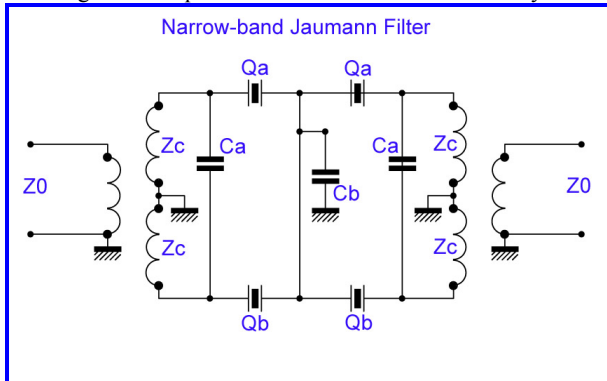 Narrow-band Jaumann Filter
Qa Qa
Zc Ca Ca Zc
Z0 Cb Z0
Zc Zc
Qb Qb